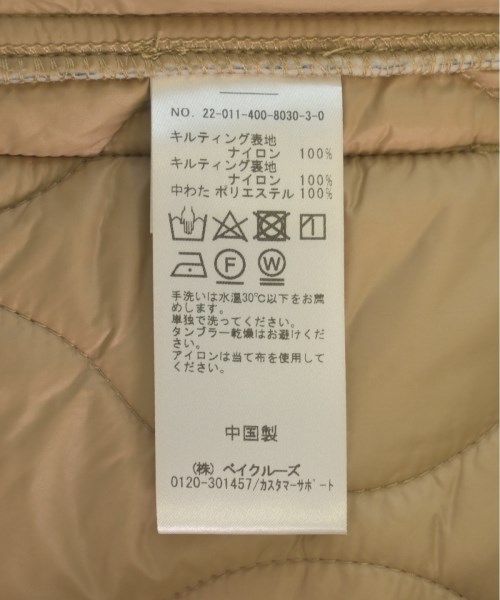 NO. 22-011-400-8030-3-0
キルティング表地
ナイロン 100%
キルティング裏地
ナイロン 100%
中わた ポリエステル 100%
F W
手洗いは水温30℃以下をお薦
めします。
単独で洗ってください。
タンブラー乾燥はお避けくださ
い。
アイロンは当て布を使用して
ください。
中国製
(株) ベイクルーズ
0120-301457/カスタマーサポート